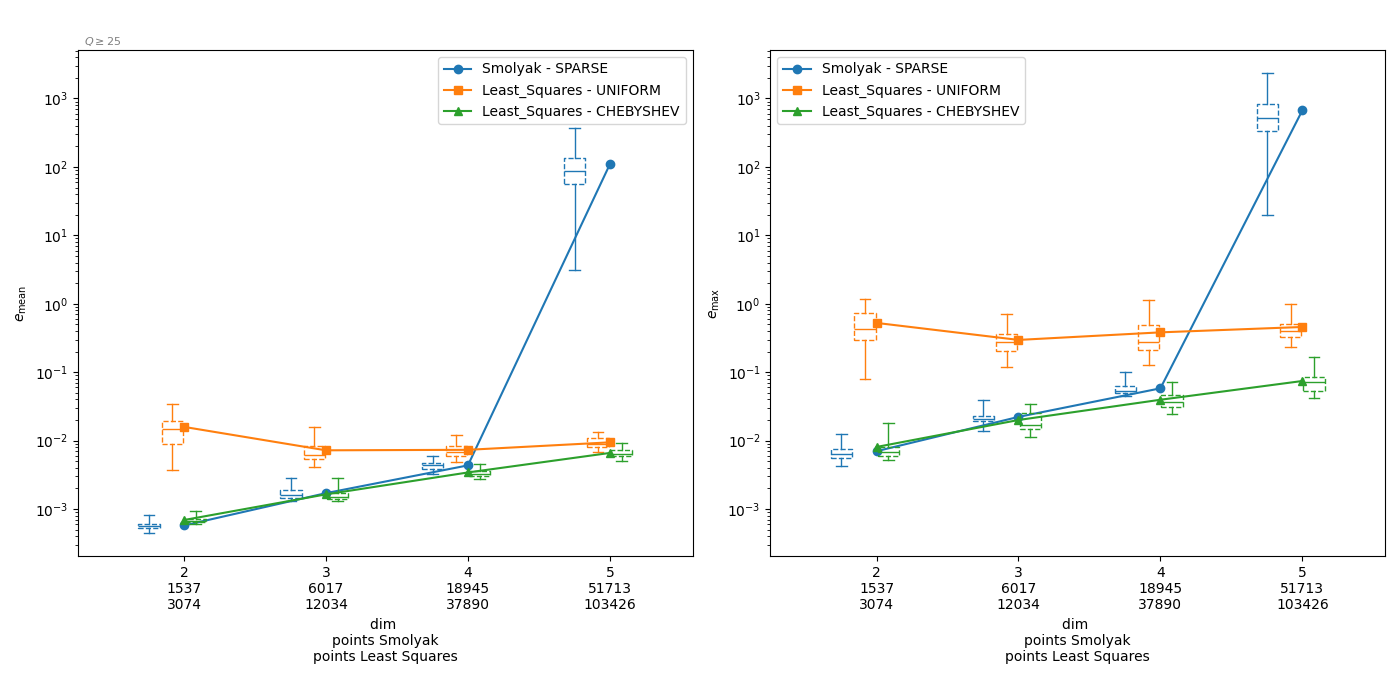 Q ≥ 25
Smolyak - SPARSE
Least_Squares - UNIFORM
Least_Squares - CHEBYSHEV
10³
10²
10¹
10⁰
10⁻¹
10⁻²
10⁻³
e_mean
2 3 4 5
1537 6017 18945 51713
3074 12034 37890 103426
dim
points Smolyak
points Least Squares
Smolyak - SPARSE
Least_Squares - UNIFORM
Least_Squares - CHEBYSHEV
10³
10²
10¹
10⁰
10⁻¹
10⁻²
10⁻³
e_max
2 3 4 5
1537 6017 18945 51713
3074 12034 37890 103426
dim
points Smolyak
points Least Squares